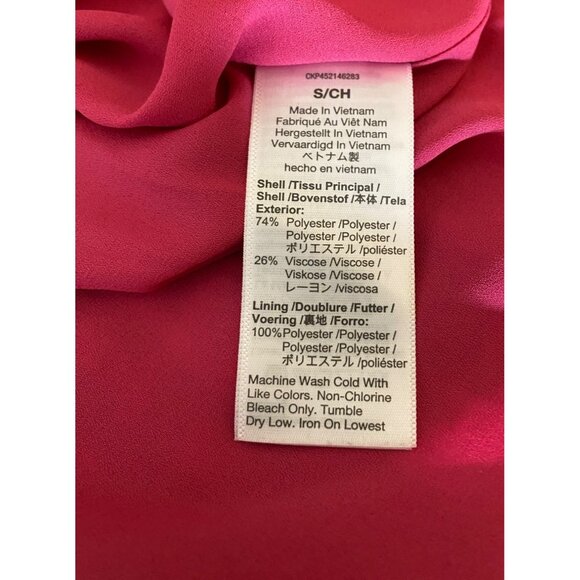 CKP452146283
S/CH
Made In Vietnam
Fabriqué Au Viêt Nam
Hergestellt In Vietnam
Vervaardigd In Vietnam
ベトナム製
hecho en vietnam
Shell /Tissu Principal /
Shell /Bovenstof /本体 /Tela
Exterior:
74% Polyester /Polyester /
Polyester /Polyester /
ポリエステル /poliéster
26% Viscose /Viscose /
Viskose /Viscose /
レーヨン /viscosa
Lining /Doublure /Futter /
Voering /裏地 /Forro:
100%Polyester /Polyester /
Polyester /Polyester /
ポリエステル /poliéster
Machine Wash Cold With
Like Colors. Non-Chlorine
Bleach Only. Tumble
Dry Low. Iron On Lowest